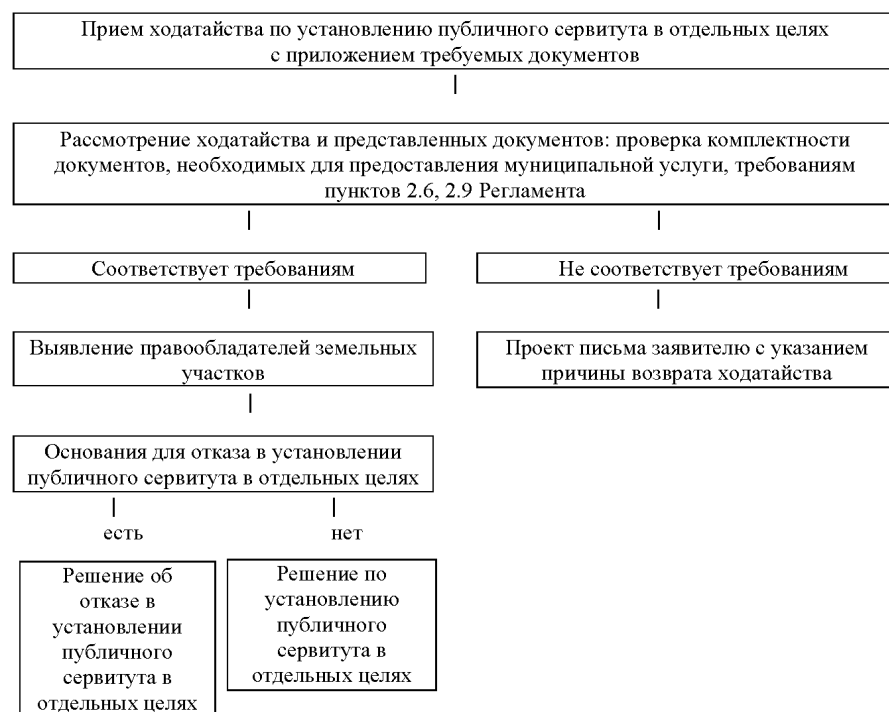 Прием ходатайства по установлению публичного сервитута в отдельных целях
с приложением требуемых документов
Рассмотрение ходатайства и представленных документов: проверка комплектности
документов, необходимых для предоставления муниципальной услуги, требованиям
пунктов 2.6, 2.9 Регламента
Соответствует требованиям
Не соответствует требованиям
Выявление правообладателей земельных
участков
Проект письма заявителю с указанием
причины возврата ходатайства
Основания для отказа в установлении
публичного сервитута в отдельных целях
есть
нет
Решение об
отказе в
установлении
публичного
сервитута в
отдельных целях
Решение по
установлению
публичного
сервитута в
отдельных целях